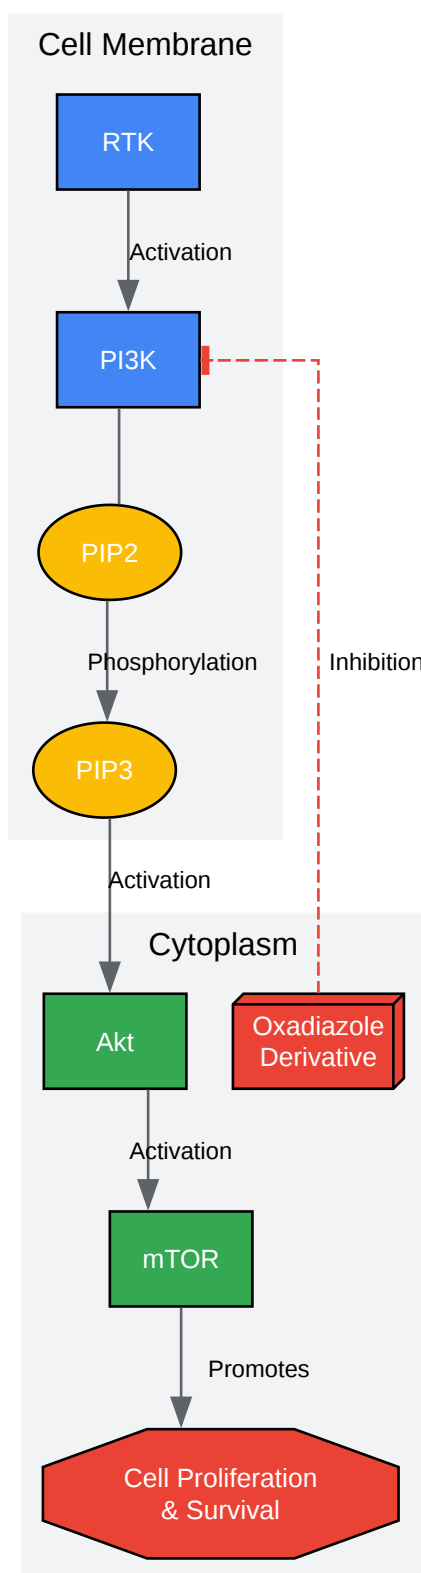 Cell Membrane
RTK
Activation
PI3K
PIP2
Phosphorylation
Inhibition
PIP3
Activation
Cytoplasm
Akt
Oxadiazole
Derivative
Activation
mTOR
Promotes
Cell Proliferation
& Survival